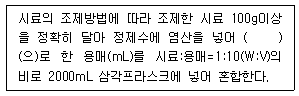 시료의 조제방법에 따라 조제한 시료 100g이상
을 정확히 달아 정제수에 염산을 넣어 (     )
(으)로 한 용매(mL)를 시료:용매=1:10(W:V)의
비로 2000mL 삼각프라스크에 넣어 혼합한다.